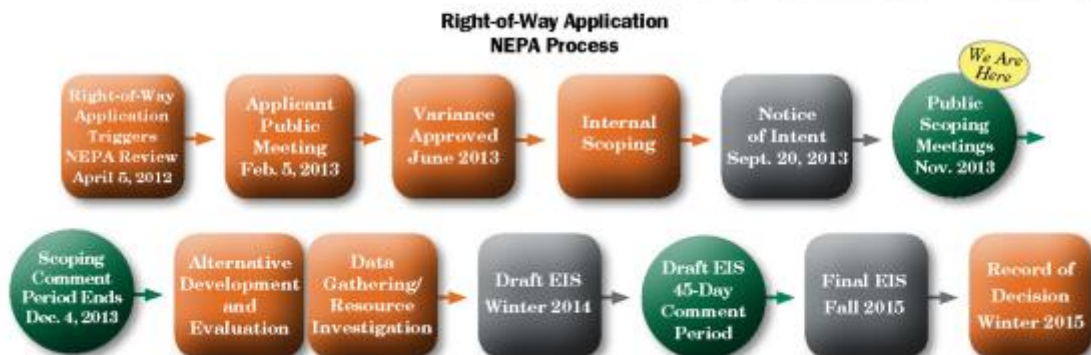 Right-of-Way Application
NEPA Process
We Are
Here
Right-of-Way
Application
Triggers
NEPA Review
April 5, 2012
Applicant
Public
Meeting
Feb. 5, 2013
Variance
Approved
June 2013
Internal
Scoping
Notice
of Intent
Sept. 20, 2013
Public
Scoping
Meetings
Nov. 2013
Scoping
Comment
Period Ends
Dec. 4, 2013
Alternative
Development
and
Evaluation
Data
Gathering/
Resource
Investigation
Draft EIS
Winter 2014
Draft EIS
45-Day
Comment
Period
Final EIS
Fall 2015
Record of
Decision
Winter 2015